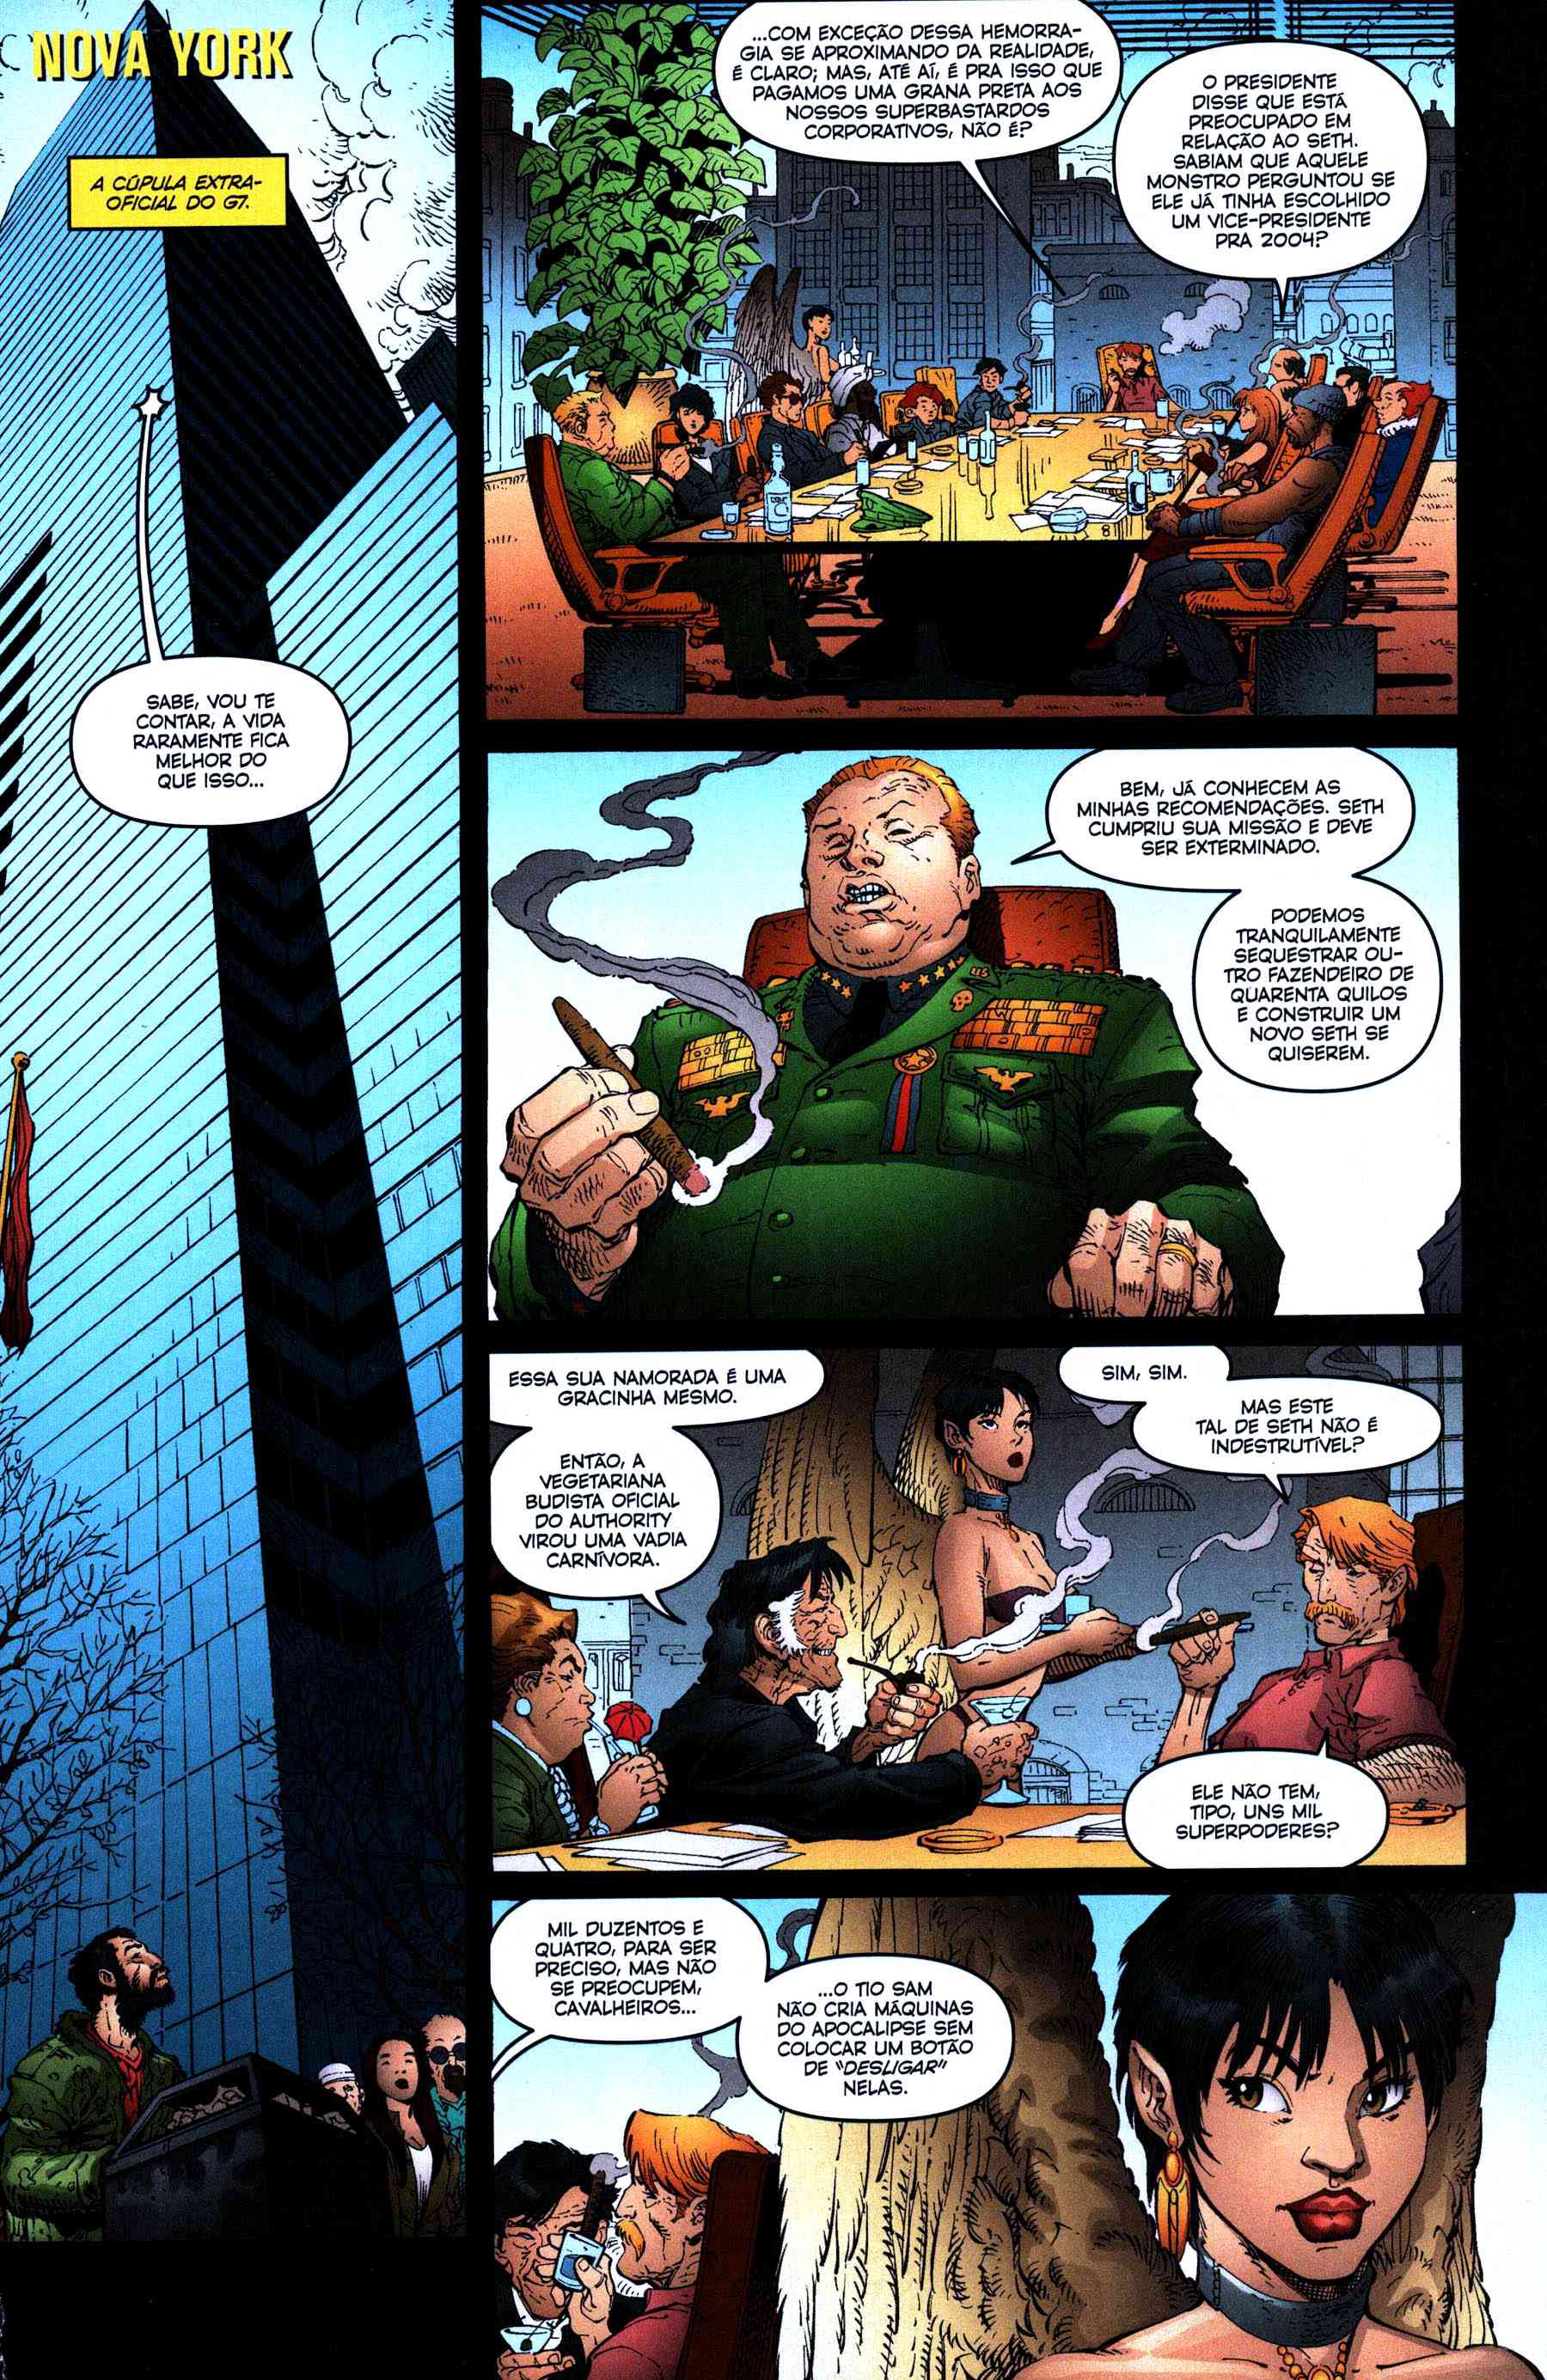 NOVA YORK
A CÚPULA EXTRA-
OFICIAL DO G7.
SABE, VOU TE
CONTAR, A VIDA
RARAMENTE FICA
MELHOR DO
QUE ISSO...
...COM EXCEÇÃO DESSA HEMORRA-
GIA SE APROXIMANDO DA REALIDADE,
É CLARO; MAS, ATÉ AÍ, É PRA ISSO QUE
PAGAMOS UMA GRANA PRETA AOS
NOSSOS SUPERBASTARDOS
CORPORATIVOS, NÃO É?
O PRESIDENTE
DISSE QUE ESTÁ
PREOCUPADO EM
RELAÇÃO AO SETH.
SABIAM QUE AQUELE
MONSTRO PERGUNTOU SE
ELE JÁ TINHA ESCOLHIDO
UM VICE-PRESIDENTE
PRA 2004?
BEM, JÁ CONHECEM AS
MINHAS RECOMENDAÇÕES. SETH
CUMPRIU SUA MISSÃO E DEVE
SER EXTERMINADO.
PODEMOS
TRANQUILAMENTE
SEQUESTRAR OU-
TRO FAZENDEIRO DE
QUARENTA QUILOS
E CONSTRUIR UM
NOVO SETH SE
QUISEREM.
US
ESSA SUA NAMORADA É UMA
GRACINHA MESMO.
ENTÃO, A
VEGETARIANA
BUDISTA OFICIAL
DO AUTHORITY
VIROU UMA VADIA
CARNÍVORA.
SIM, SIM.
MAS ESTE
TAL DE SETH NÃO É
INDESTRUTÍVEL?
ELE NÃO TEM,
TIPO, UNS MIL
SUPERPODERES?
MIL DUZENTOS E
QUATRO, PARA SER
PRECISO, MAS NÃO
SE PREOCUPEM,
CAVALHEIROS...
...O TIO SAM
NÃO CRIA MÁQUINAS
DO APOCALIPSE SEM
COLOCAR UM BOTÃO
DE "DESLIGAR"
NELAS.